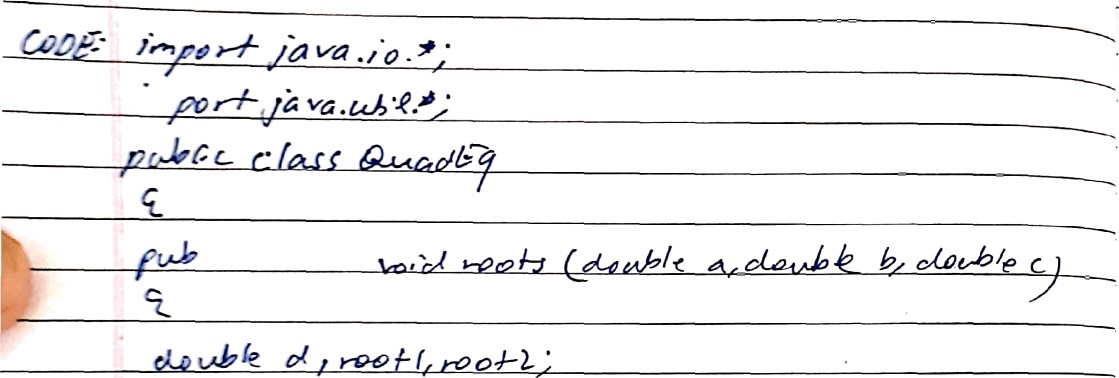 CODE: import java.io.*;
port java.util.*;
public class QuadEq
{
pub void roots (double a, double b, double c)
{
double d, root1, root2;